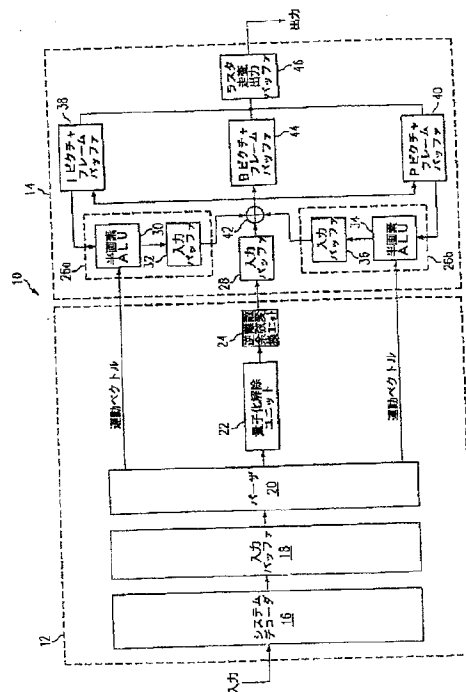 10
12
14
入力
システム
デコーダ
16
入力
バッファ
18
パーザ
20
運動ベクトル
運動ベクトル
量子化解除
ユニット
22
逆離散
余弦変
換ユニット
24
26a
半画素
ALU
30
入力バッファ
32
入力
バッファ
28
42
入力
バッファ
36
半画素
ALU
34
26b
Iピクチャ
フレーム
バッファ
38
Bピクチャ
フレーム
バッファ
44
Pピクチャ
フレーム
バッファ
40
ラスタ
走査
出力
バッファ
46
出力